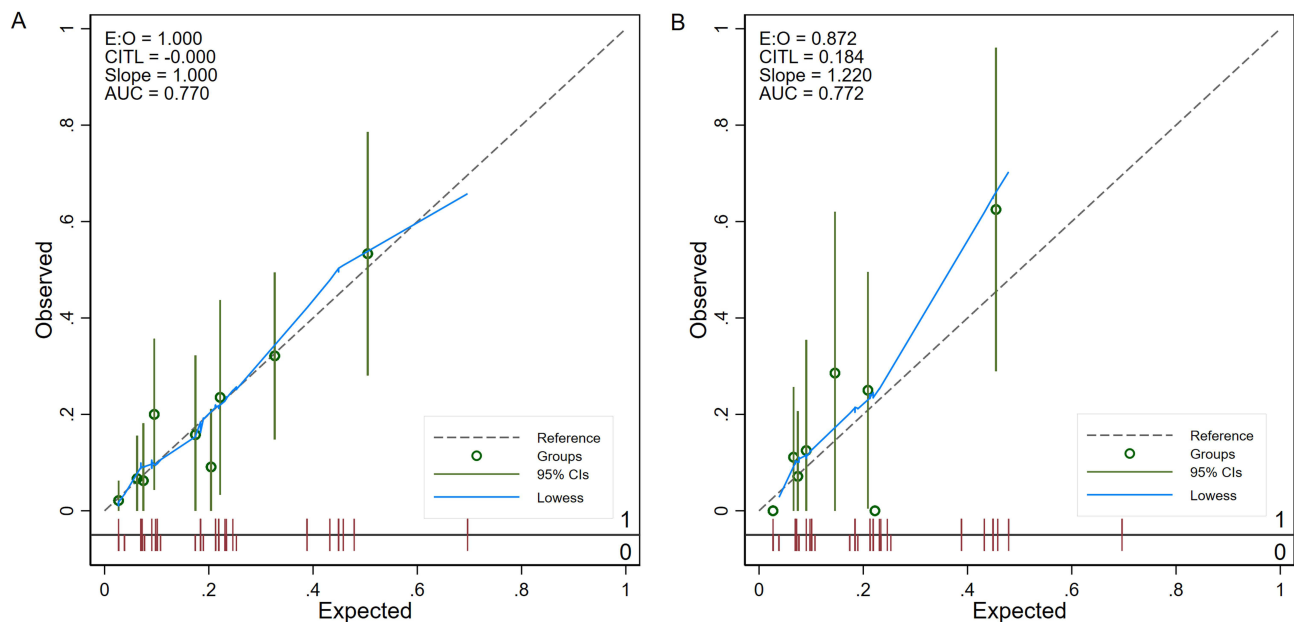 A
E:O = 1.000
CITL = -0.000
Slope = 1.000
AUC = 0.770
Observed
1
.8
.6
.4
.2
0
Reference
Groups
95% CIs
Lowess
1
0
0
.2
.4
.6
.8
1
Expected
B
E:O = 0.872
CITL = 0.184
Slope = 1.220
AUC = 0.772
Observed
1
.8
.6
.4
.2
0
Reference
Groups
95% CIs
Lowess
1
0
0
.2
.4
.6
.8
1
Expected